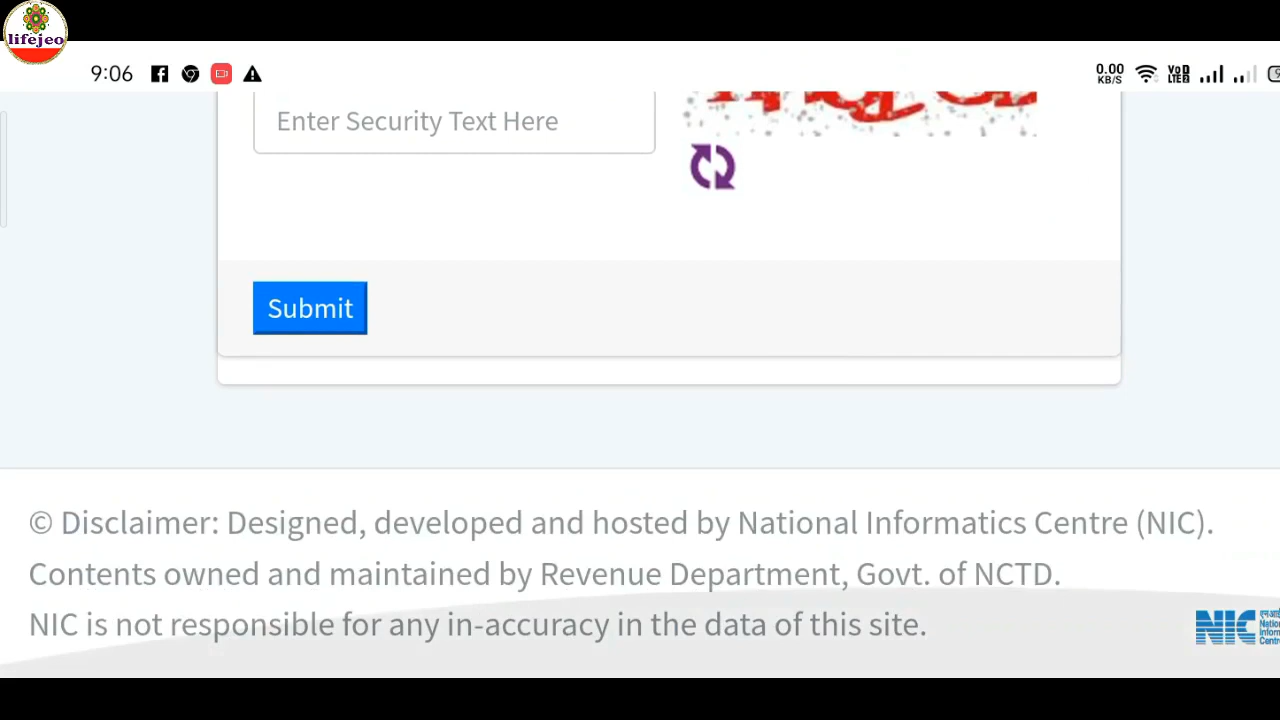 lifejeo
9:06
0.00
KB/S
Vo
LTE2
Enter Security Text Here
Submit
© Disclaimer: Designed, developed and hosted by National Informatics Centre (NIC).
Contents owned and maintained by Revenue Department, Govt. of NCTD.
NIC is not responsible for any in-accuracy in the data of this site.
NIC